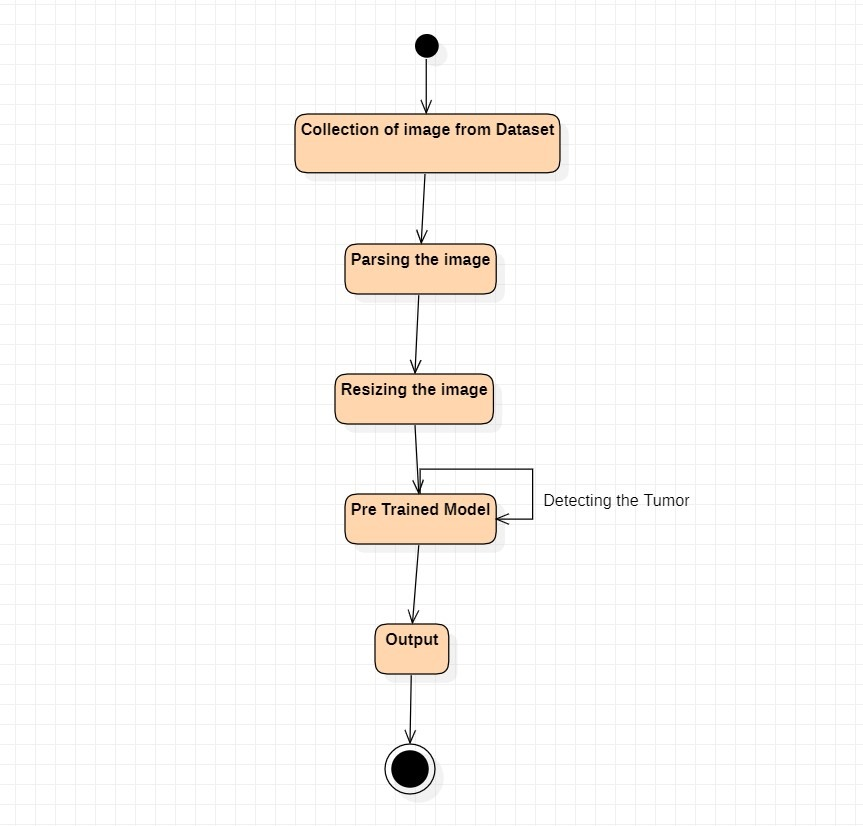 Collection of image from Dataset
Parsing the image
Resizing the image
Pre Trained Model
Detecting the Tumor
Output